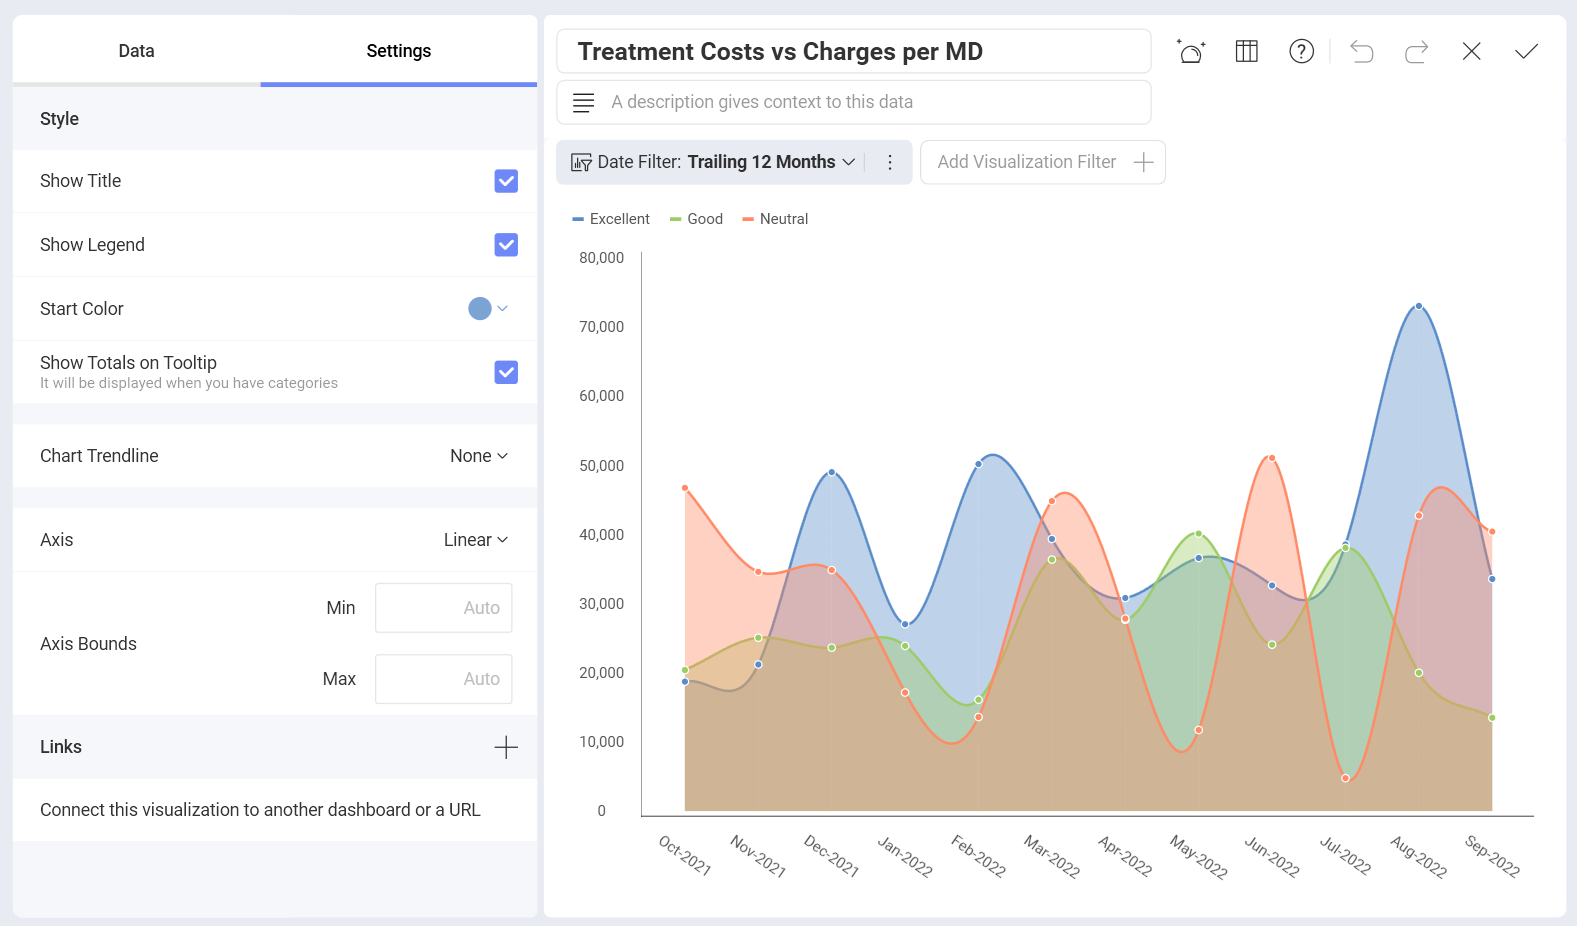 Data
Settings
Style
Show Title
Show Legend
Start Color
Show Totals on Tooltip
It will be displayed when you have categories
Chart Trendline
None
Axis
Linear
Axis Bounds
Min
Auto
Max
Auto
Links
Connect this visualization to another dashboard or a URL
Treatment Costs vs Charges per MD
A description gives context to this data
Date Filter: Trailing 12 Months
Add Visualization Filter
Excellent
Good
Neutral
80,000
70,000
60,000
50,000
40,000
30,000
20,000
10,000
0
Oct-2021
Nov-2021
Dec-2021
Jan-2022
Feb-2022
Mar-2022
Apr-2022
May-2022
Jun-2022
Jul-2022
Aug-2022
Sep-2022